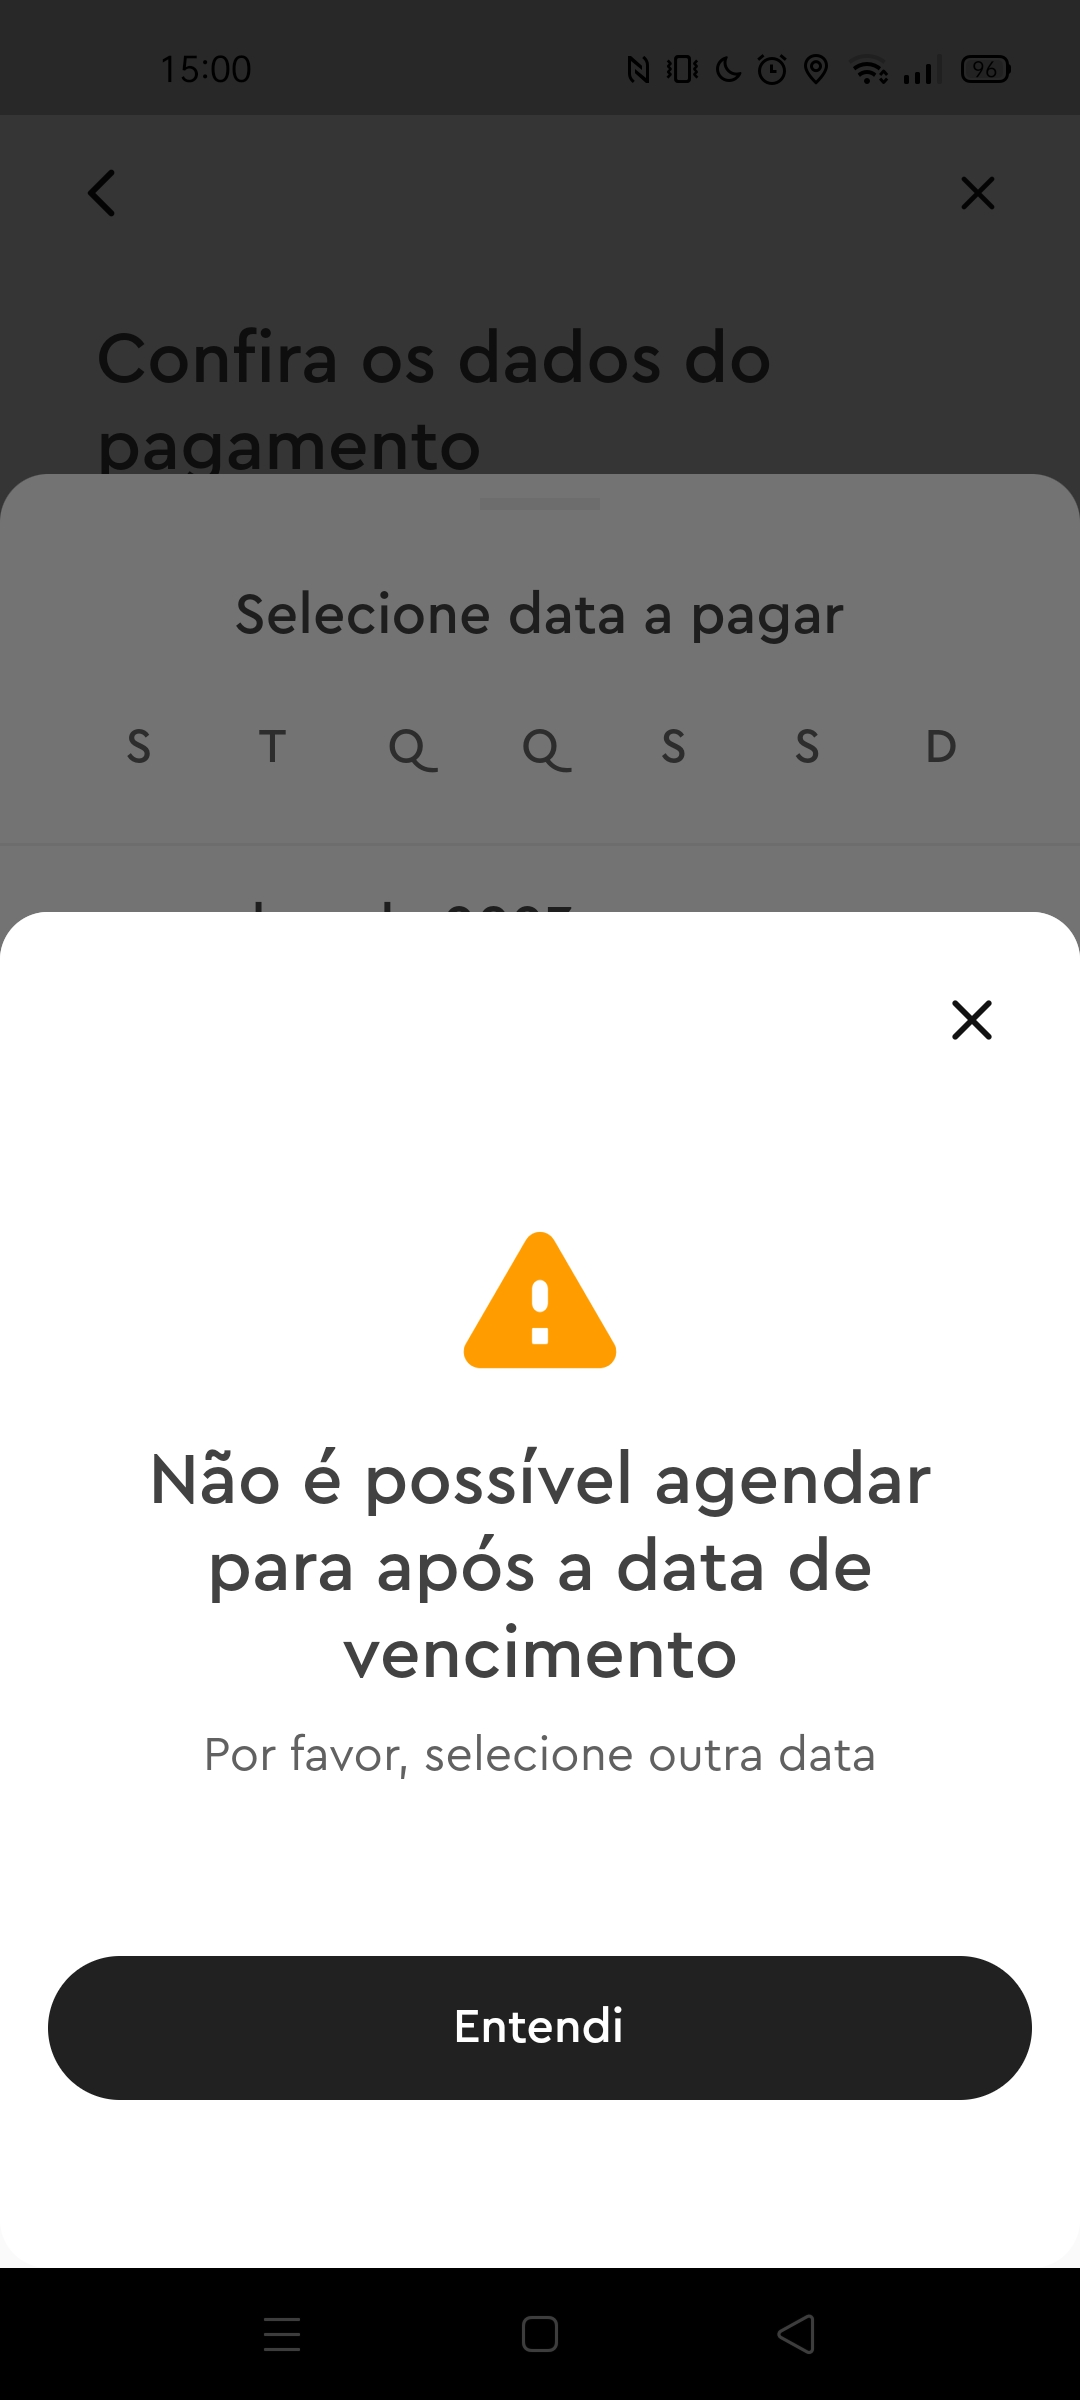 15:00
96
Confira os dados do
pagamento
Selecione data a pagar
S T Q Q S S D
Não é possível agendar
para após a data de
vencimento
Por favor, selecione outra data
Entendi